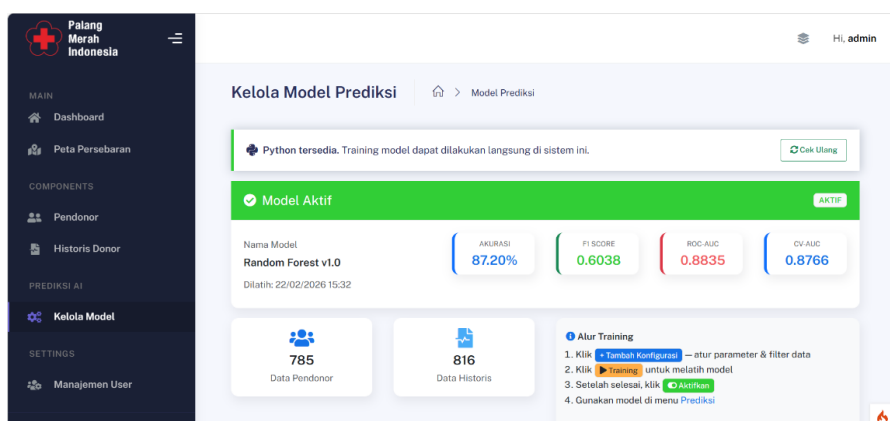 Palang
Merah
Indonesia
Hi, admin
MAIN
Dashboard
Peta Persebaran
COMPONENTS
Pendonor
Historis Donor
PREDIKSI AI
Kelola Model
SETTINGS
Manajemen User
Kelola Model Prediksi
> Model Prediksi
Python tersedia. Training model dapat dilakukan langsung di sistem ini.
Cek Ulang
Model Aktif
AKTIF
Nama Model
Random Forest v1.0
Dilatih: 22/02/2026 15:32
AKURASI
87.20%
F1 SCORE
0.6038
ROC-AUC
0.8835
CV-AUC
0.8766
785
Data Pendonor
816
Data Historis
Alur Training
1. Klik + Tambah Konfigurasi — atur parameter & filter data
2. Klik Training untuk melatih model
3. Setelah selesai, klik Aktifkan
4. Gunakan model di menu Prediksi